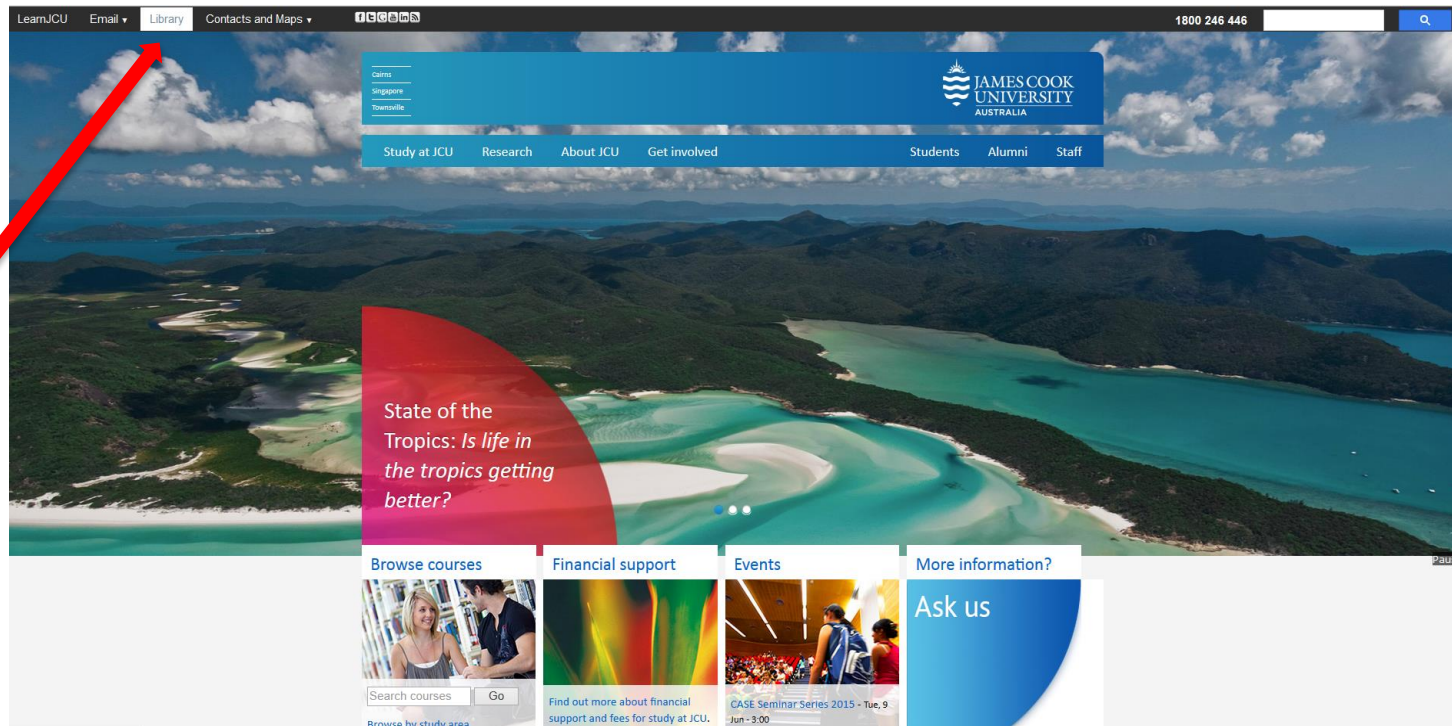 LearnJCU Email ▾ Library Contacts and Maps ▾ 1800 246 446
Cairns
Singapore
Townsville
JAMES COOK
UNIVERSITY
AUSTRALIA
Study at JCU Research About JCU Get involved Students Alumni Staff
State of the
Tropics: Is life in
the tropics getting
better?
Browse courses
Search courses Go
Browse by study area
Financial support
Find out more about financial
support and fees for study at JCU.
Events
CASE Seminar Series 2015 - Tue, 9
Jun - 3:00
More information?
Ask us